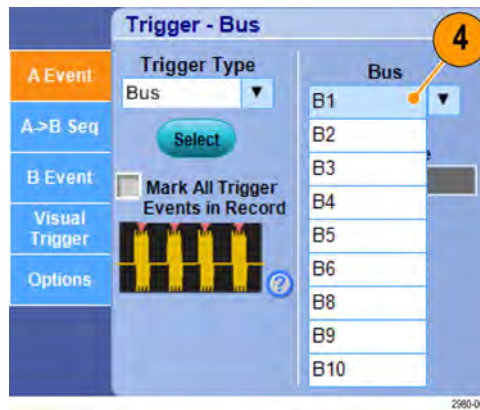 Trigger - Bus
4
A Event
A->B Seq
B Event
Visual
Trigger
Options
Trigger Type
Bus
Select
Mark All Trigger
Events in Record
?
Bus
B1
B2
B3
B4
B5
B6
B8
B9
B10